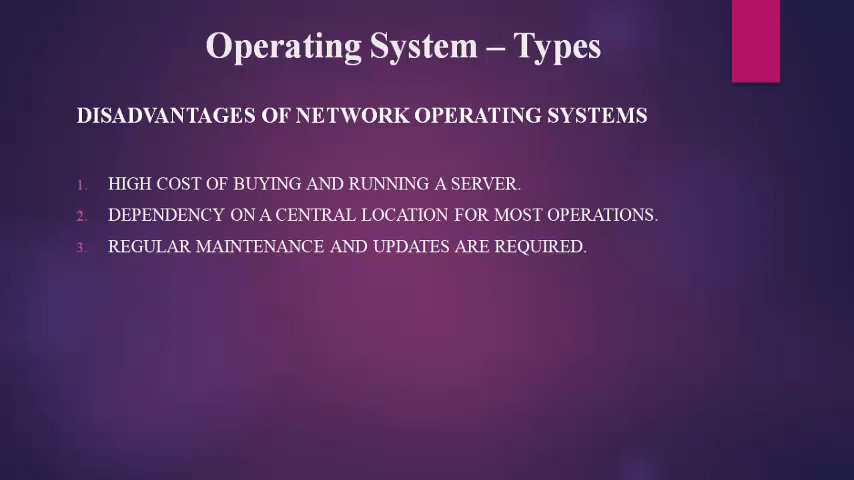 Operating System – Types
DISADVANTAGES OF NETWORK OPERATING SYSTEMS
1. HIGH COST OF BUYING AND RUNNING A SERVER.
2. DEPENDENCY ON A CENTRAL LOCATION FOR MOST OPERATIONS.
3. REGULAR MAINTENANCE AND UPDATES ARE REQUIRED.